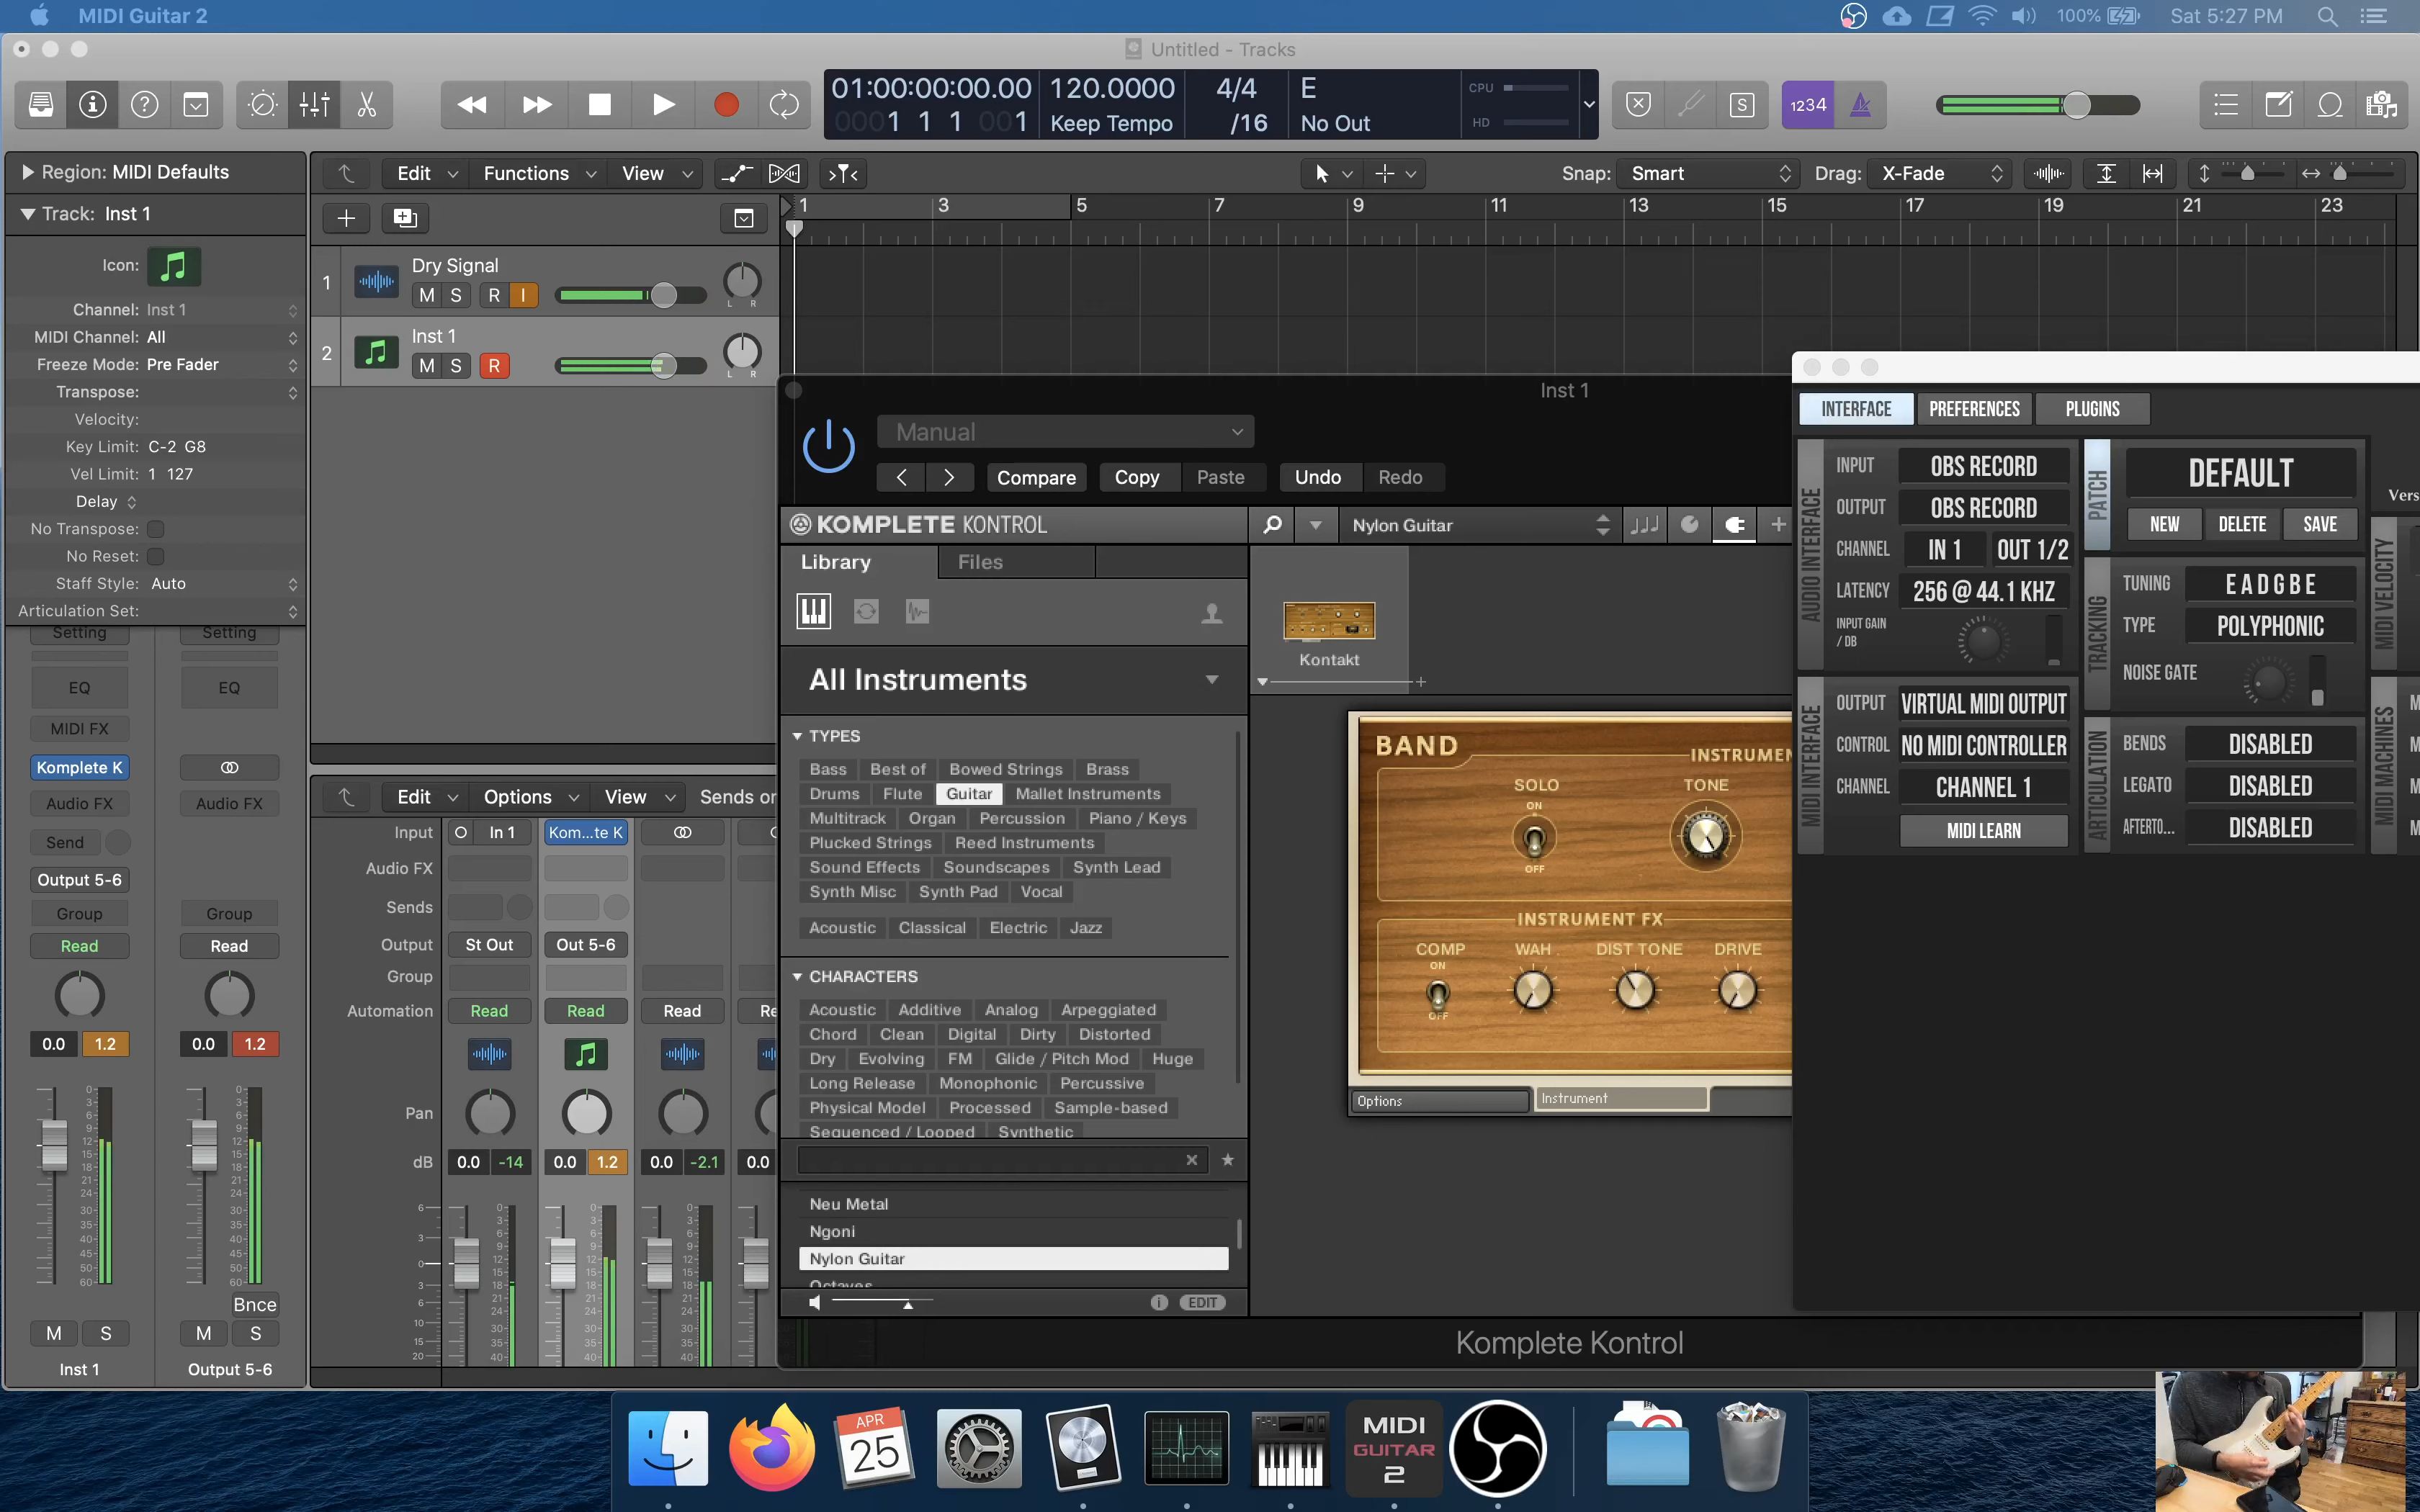 MIDI Guitar 2
100%
Sat 5:27 PM
Untitled - Tracks
01:00:00:00.00
0001 1 1 001
120.0000
Keep Tempo
4/4
/16
E
No Out
CPU
HD
1234
Region: MIDI Defaults
Track: Inst 1
Icon:
Channel: Inst 1
MIDI Channel: All
Freeze Mode: Pre Fader
Transpose:
Velocity:
Key Limit: C-2 G8
Vel Limit: 1 127
Delay
No Transpose:
No Reset:
Staff Style: Auto
Articulation Set:
Setting
Setting
EQ
EQ
MIDI FX
Komplete K
Audio FX
Audio FX
Send
Output 5-6
Group
Group
Read
Read
0.0 1.2
0.0 1.2
Bnce
M S
M S
Inst 1
Output 5-6
Edit Functions View
Snap: Smart
Drag: X-Fade
1 3 5 7 9 11 13 15 17 19 21 23
1 Dry Signal
M S R I
L R
2 Inst 1
M S R
L R
Edit Options View Sends on
Input In 1 Kom...te K
Audio FX
Sends
Output St Out Out 5-6
Group
Automation Read Read Read Re
Pan
dB 0.0 -14 0.0 1.2 0.0 -2.1 0.0
Inst 1
Manual
Compare Copy Paste Undo Redo
KOMPLETE KONTROL
Nylon Guitar
Library Files
All Instruments
TYPES
Bass Best of Bowed Strings Brass
Drums Flute Guitar Mallet Instruments
Multitrack Organ Percussion Piano / Keys
Plucked Strings Reed Instruments
Sound Effects Soundscapes Synth Lead
Synth Misc Synth Pad Vocal
Acoustic Classical Electric Jazz
CHARACTERS
Acoustic Additive Analog Arpeggiated
Chord Clean Digital Dirty Distorted
Dry Evolving FM Glide / Pitch Mod Huge
Long Release Monophonic Percussive
Physical Model Processed Sample-based
Sequenced / Looped Synthetic
Neu Metal
Ngoni
Nylon Guitar
Octaves
EDIT
Kontakt
BAND
INSTRUMEN
SOLO TONE
ON
OFF
INSTRUMENT FX
COMP WAH DIST TONE DRIVE
ON
OFF
Options Instrument
Komplete Kontrol
INTERFACE PREFERENCES PLUGINS
AUDIO INTERFACE
INPUT OBS RECORD
OUTPUT OBS RECORD
CHANNEL IN 1 OUT 1/2
LATENCY 256 @ 44.1 KHZ
INPUT GAIN
/ DB
MIDI INTERFACE
OUTPUT VIRTUAL MIDI OUTPUT
CONTROL NO MIDI CONTROLLER
CHANNEL CHANNEL 1
MIDI LEARN
PATCH
DEFAULT
NEW DELETE SAVE
TRACKING
TUNING E A D G B E
TYPE POLYPHONIC
NOISE GATE
ARTICULATION
BENDS DISABLED
LEGATO DISABLED
AFTERTO... DISABLED
Vers
MIDI VELOCITY
MIDI MACHINES
APR
25
MIDI
GUITAR
2